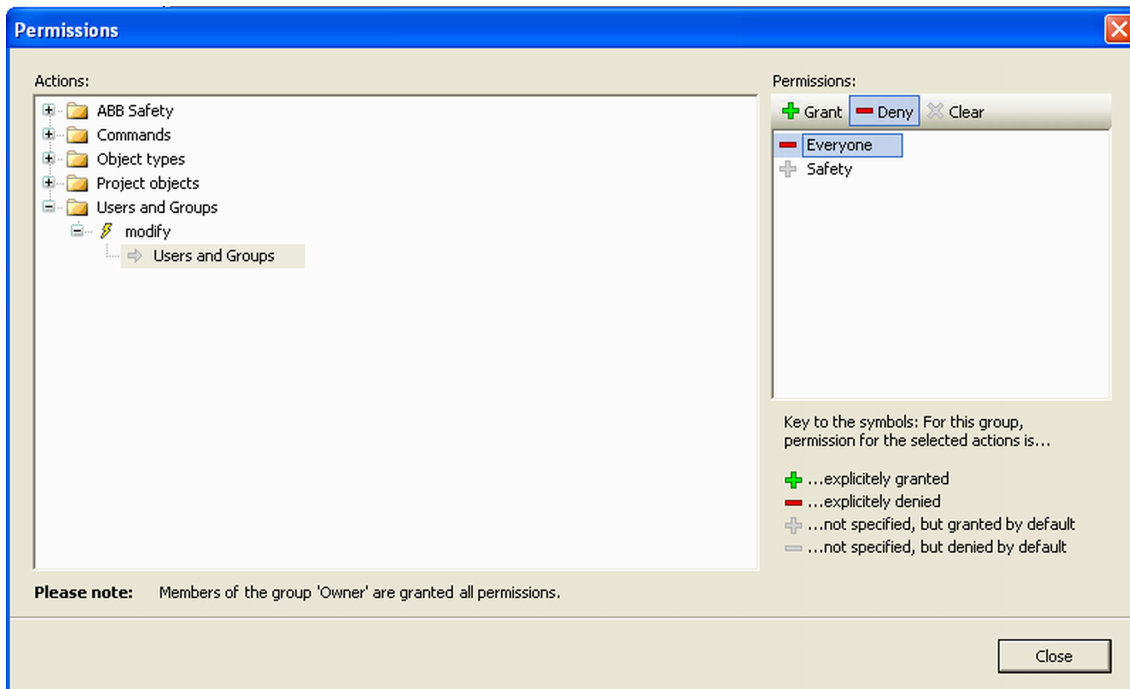 Permissions
Actions:
ABB Safety
Commands
Object types
Project objects
Users and Groups
modify
Users and Groups
Permissions:
Grant Deny Clear
Everyone
Safety
Key to the symbols: For this group,
permission for the selected actions is...
...explicitely granted
...explicitely denied
...not specified, but granted by default
...not specified, but denied by default
Please note: Members of the group 'Owner' are granted all permissions.
Close